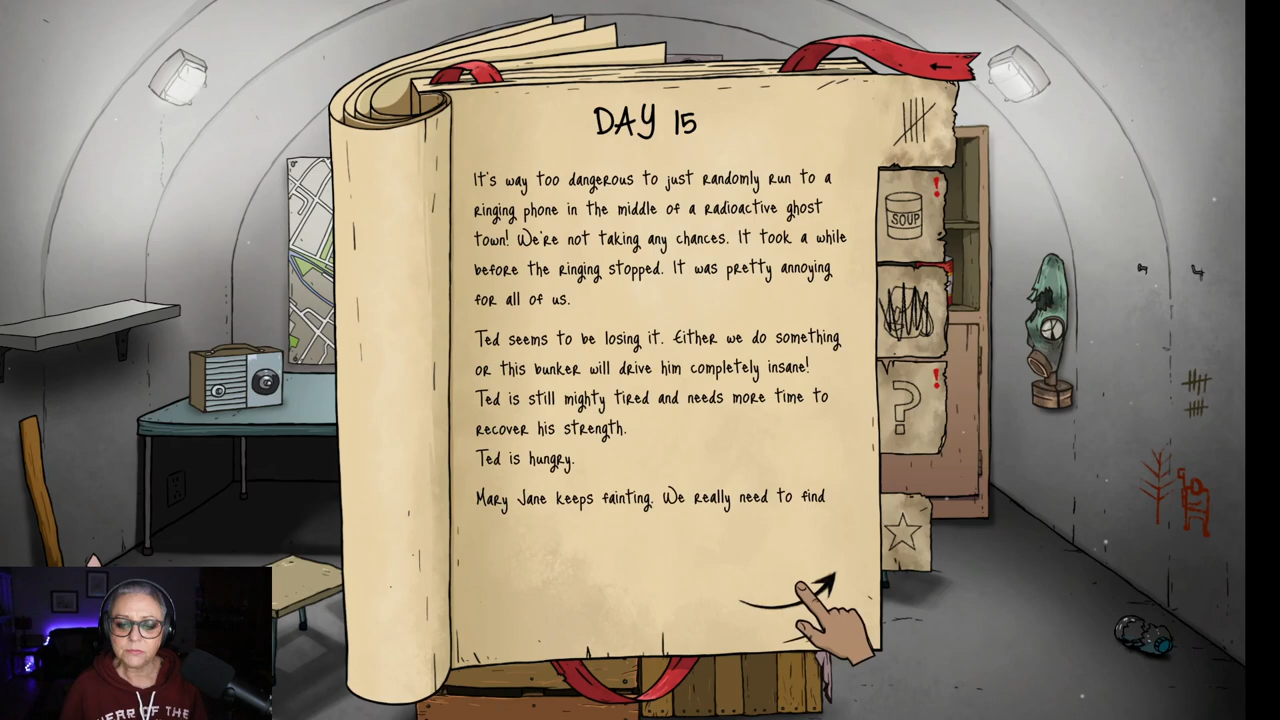 DAY 15
It's way too dangerous to just randomly run to a
ringing phone in the middle of a radioactive ghost
town! We're not taking any chances. It took a while
before the ringing stopped. It was pretty annoying
for all of us.
Ted seems to be losing it. Either we do something
or this bunker will drive him completely insane!
Ted is still mighty tired and needs more time to
recover his strength.
Ted is hungry.
Mary Jane keeps fainting. We really need to find
!
SOUP
!
?
EAR OF THE